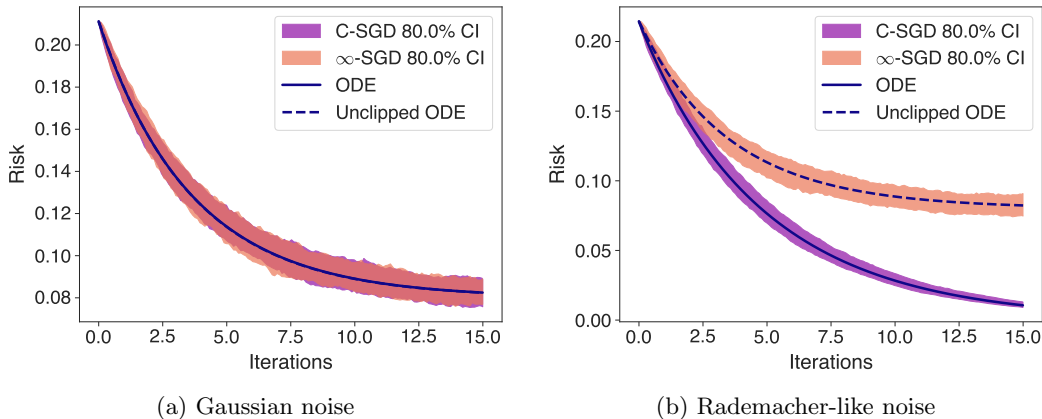 C-SGD 80.0% CI
∞-SGD 80.0% CI
ODE
Unclipped ODE
Risk
0.20
0.18
0.16
0.14
0.12
0.10
0.08
0.0 2.5 5.0 7.5 10.0 12.5 15.0
Iterations
(a) Gaussian noise
C-SGD 80.0% CI
∞-SGD 80.0% CI
ODE
Unclipped ODE
Risk
0.20
0.15
0.10
0.05
0.00
0.0 2.5 5.0 7.5 10.0 12.5 15.0
Iterations
(b) Rademacher-like noise